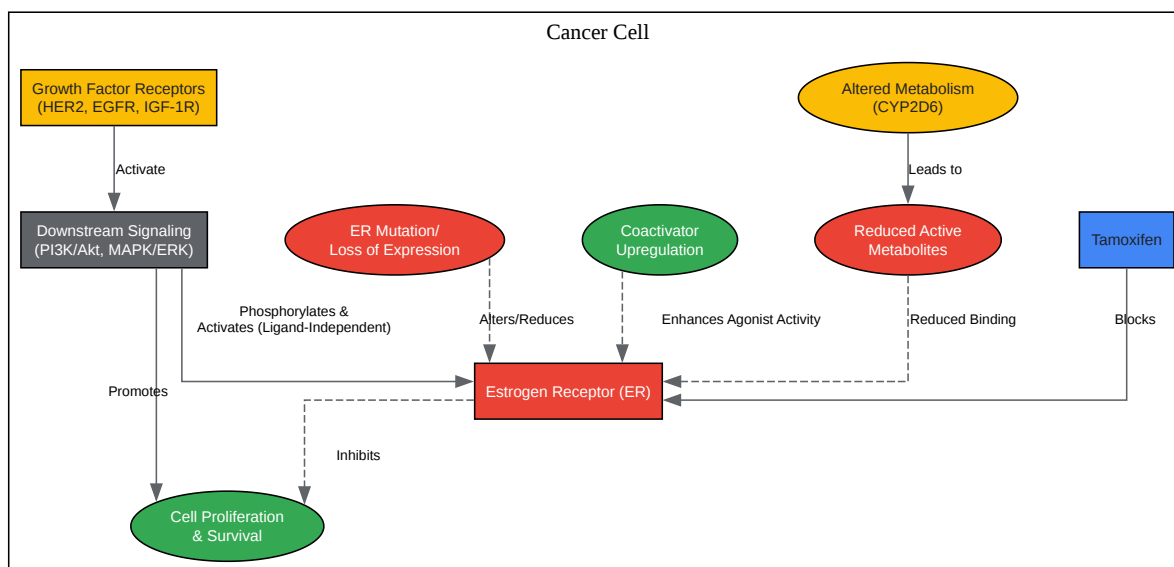 Cancer Cell
Growth Factor Receptors
(HER2, EGFR, IGF-1R)
Altered Metabolism
(CYP2D6)
Activate
Leads to
Downstream Signaling
(PI3K/Akt, MAPK/ERK)
ER Mutation/
Loss of Expression
Coactivator
Upregulation
Reduced Active
Metabolites
Tamoxifen
Phosphorylates &
Activates (Ligand-Independent)
Alters/Reduces
Enhances Agonist Activity
Reduced Binding
Blocks
Promotes
Estrogen Receptor (ER)
Inhibits
Cell Proliferation
& Survival